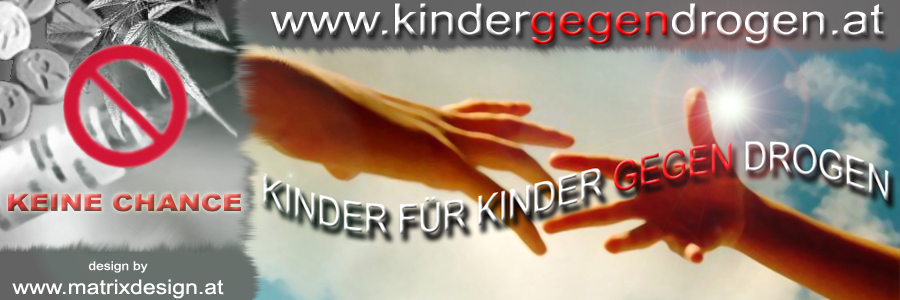 www.kindergegendrogen.at
KEINE CHANCE
KINDER FÜR KINDER GEGEN DROGEN
design by
www.matrixdesign.at